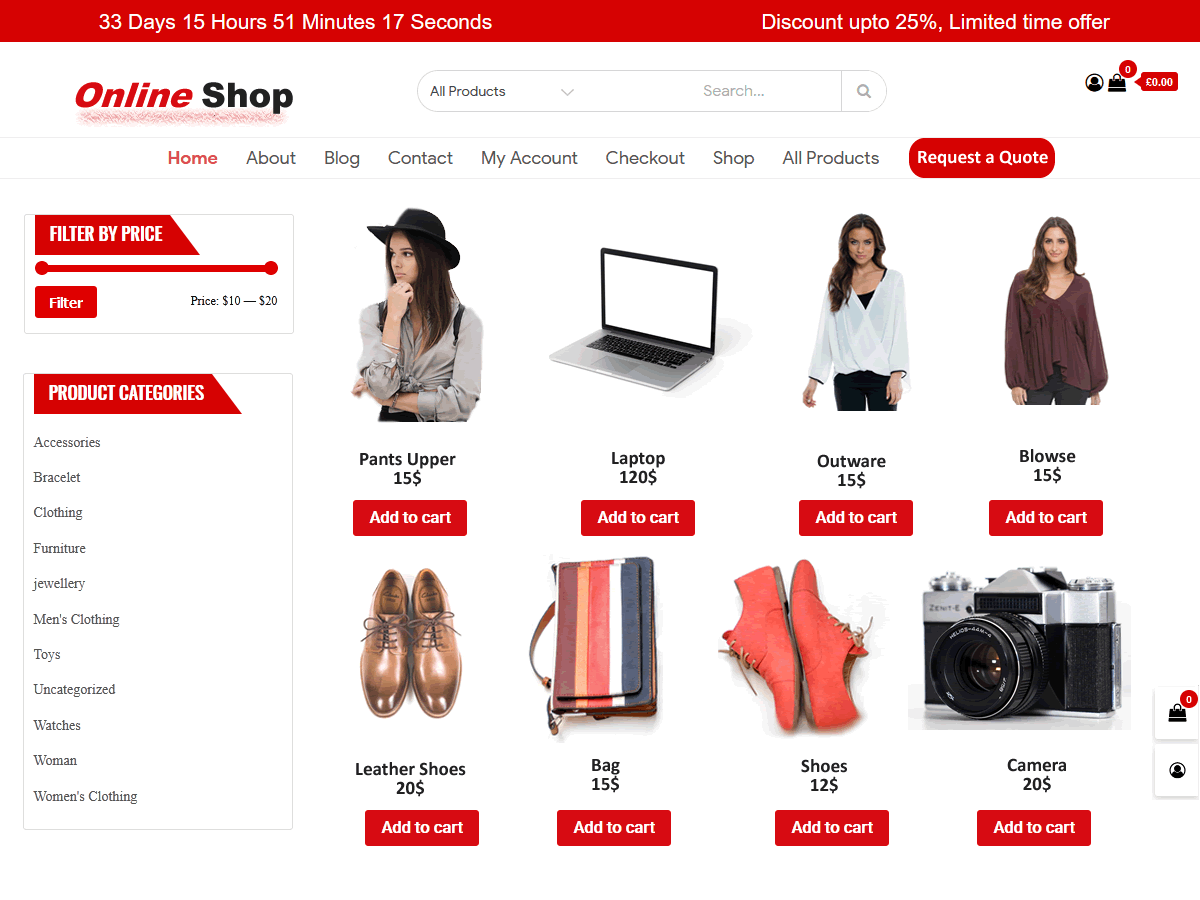 33 Days 15 Hours 51 Minutes 17 Seconds
Discount upto 25%, Limited time offer
Online Shop
All Products
Search...
0
£0.00
Home About Blog Contact My Account Checkout Shop All Products Request a Quote
FILTER BY PRICE
Filter
Price: $10 — $20
PRODUCT CATEGORIES
Accessories
Bracelet
Clothing
Furniture
jewellery
Men's Clothing
Toys
Uncategorized
Watches
Woman
Women's Clothing
Pants Upper
15$
Add to cart
Laptop
120$
Add to cart
Outware
15$
Add to cart
Blowse
15$
Add to cart
Leather Shoes
20$
Add to cart
Bag
15$
Add to cart
Shoes
12$
Add to cart
ZENIT-E
HELIOS-44M-4
Camera
20$
Add to cart
0